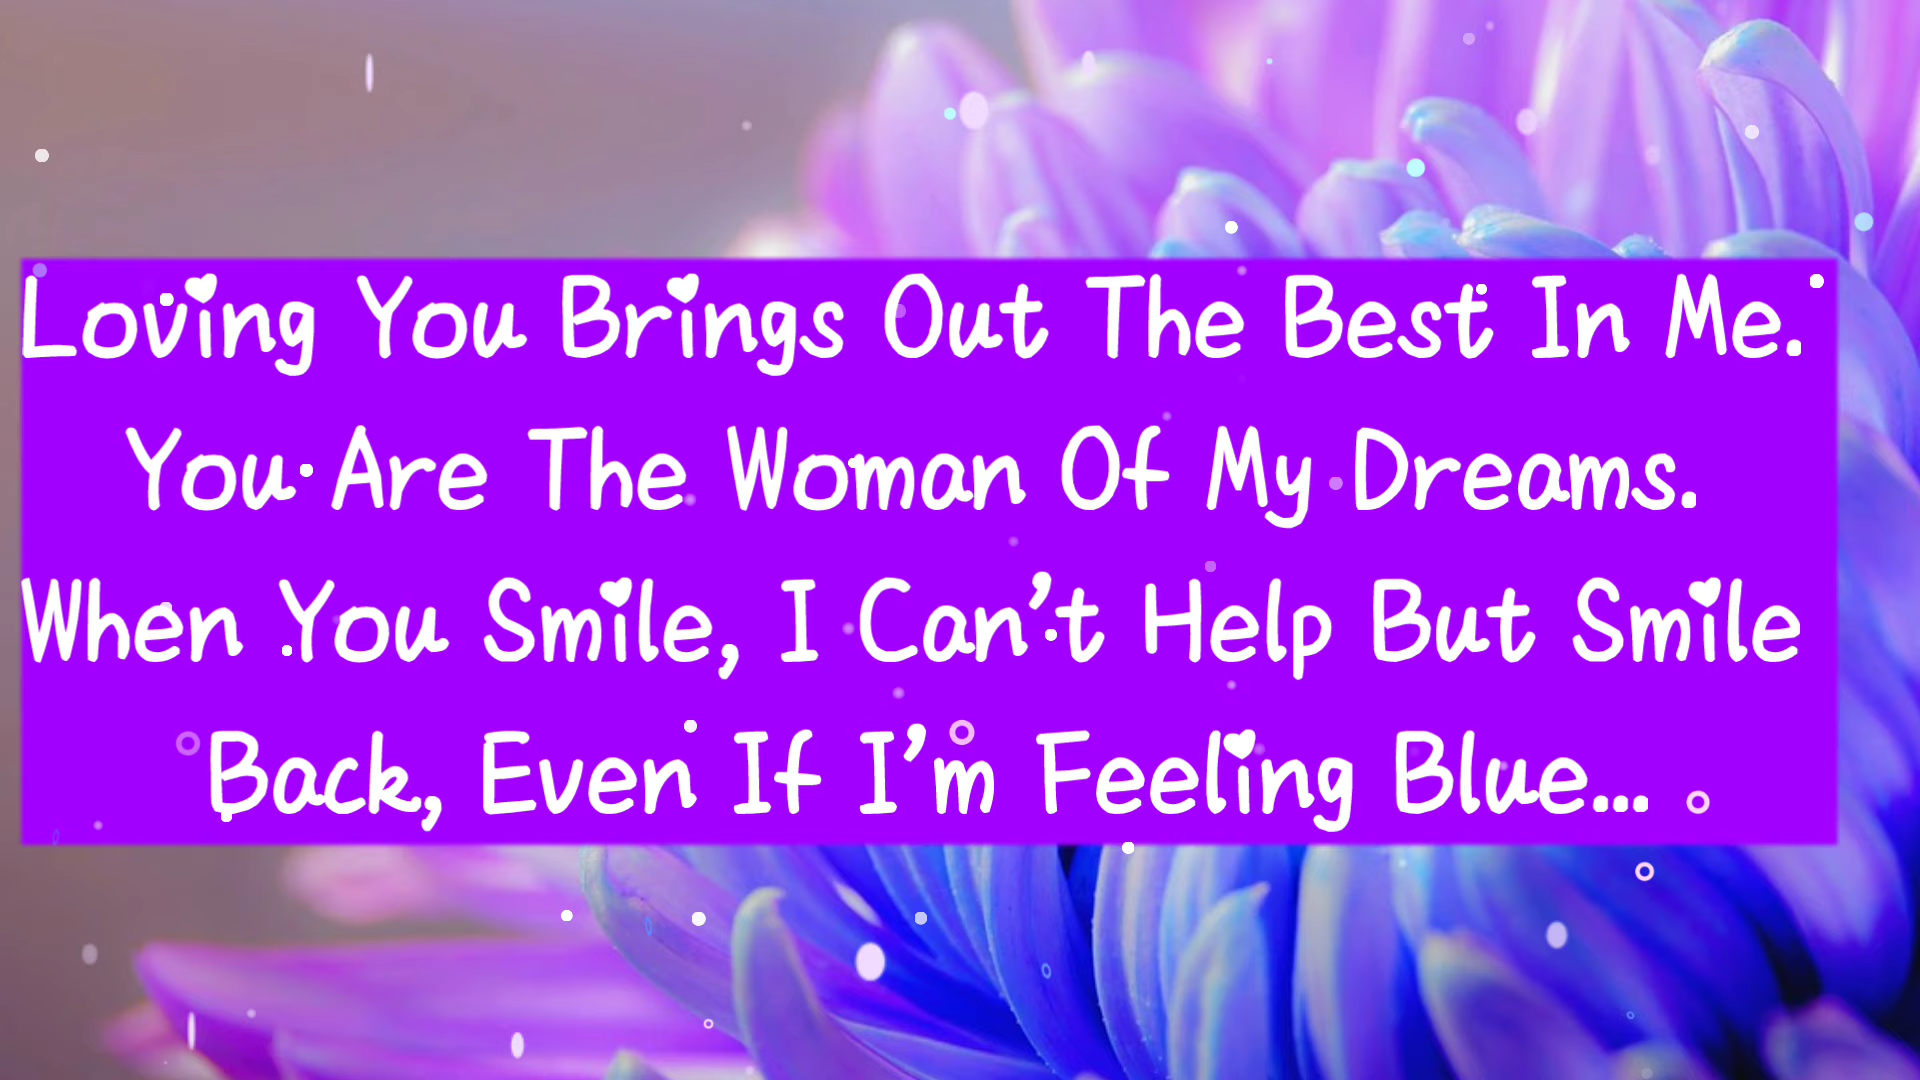 Loving You Brings Out The Best In Me.
You Are The Woman Of My Dreams.
When You Smile, I Can’t Help But Smile
Back, Even If I’m Feeling Blue...